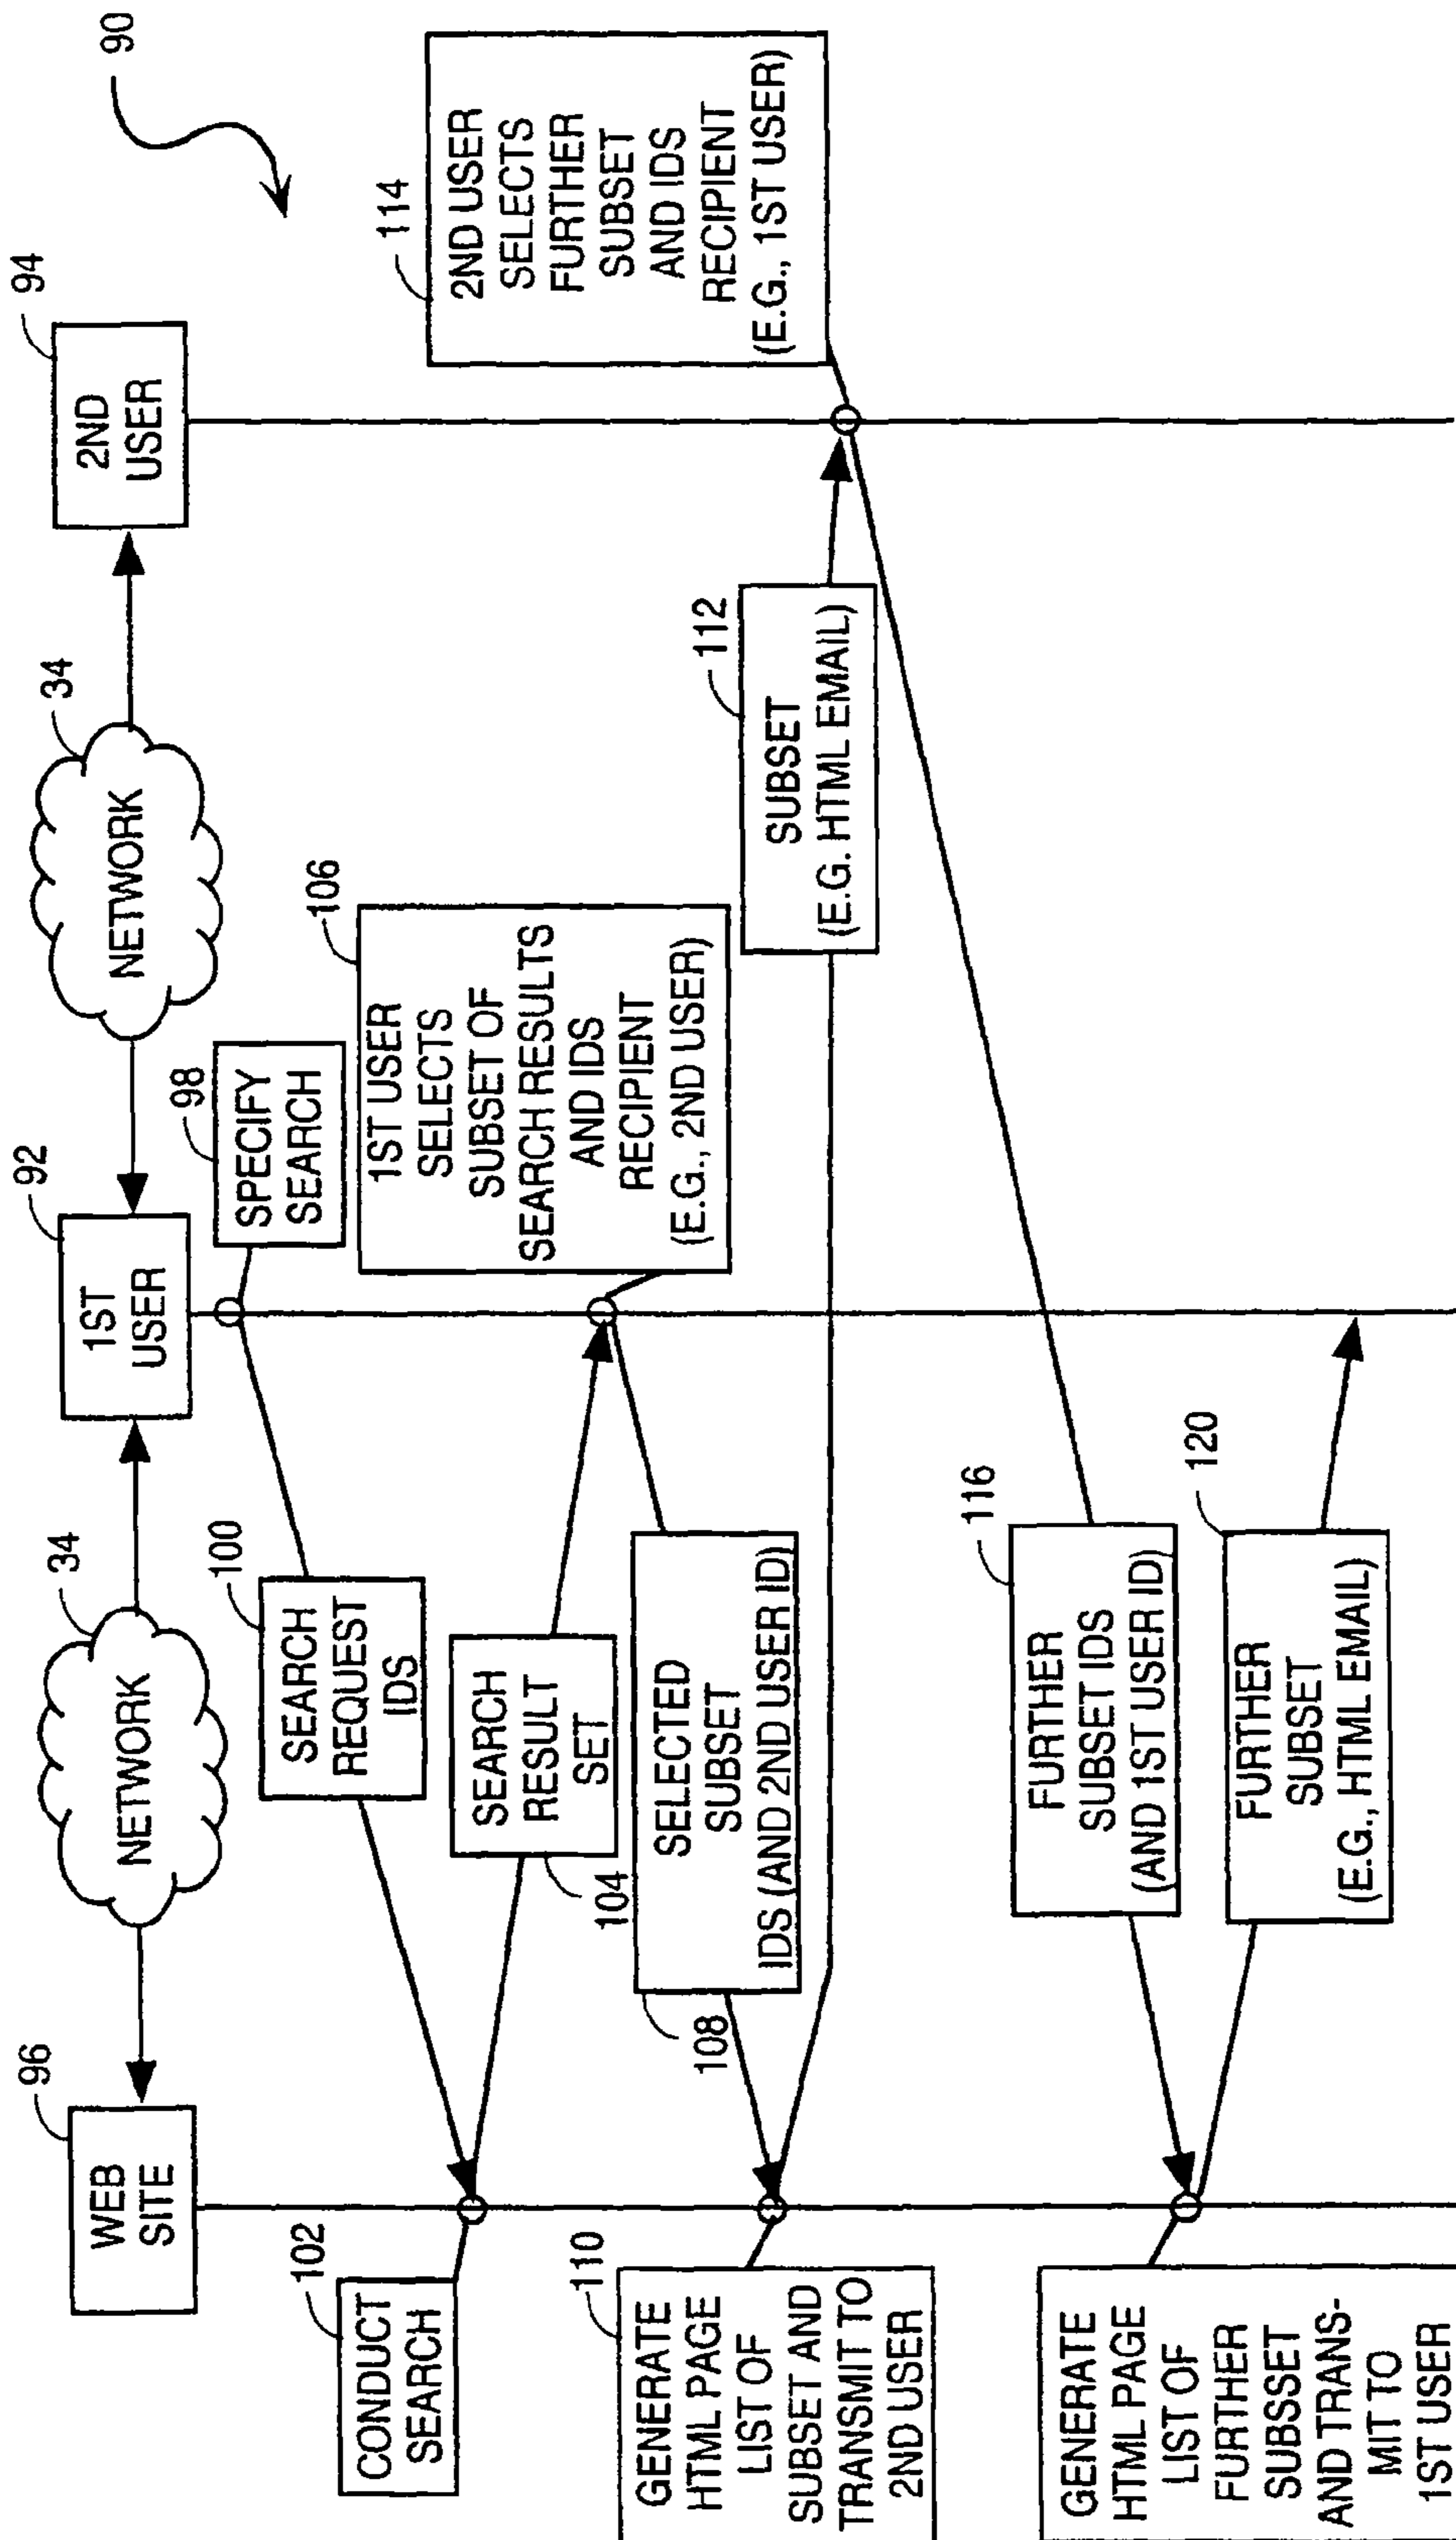 90
96
WEB
SITE
34
NETWORK
92
1ST
USER
34
NETWORK
94
2ND
USER
98
SPECIFY
SEARCH
100
SEARCH
REQUEST
IDS
102
CONDUCT
SEARCH
104
SEARCH
RESULT
SET
106
1ST USER
SELECTS
SUBSET OF
SEARCH RESULTS
AND IDS
RECIPIENT
(E.G., 2ND USER)
108
SELECTED
SUBSET
IDS (AND 2ND USER ID)
110
GENERATE
HTML PAGE
LIST OF
SUBSET AND
TRANSMIT TO
2ND USER
112
SUBSET
(E.G. HTML EMAIL)
114
2ND USER
SELECTS
FURTHER
SUBSET
AND IDS
RECIPIENT
(E.G., 1ST USER)
116
FURTHER
SUBSET IDS
(AND 1ST USER ID)
GENERATE
HTML PAGE
LIST OF
FURTHER
SUBSSET
AND TRANS-
MIT TO
1ST USER
120
FURTHER
SUBSET
(E.G., HTML EMAIL)